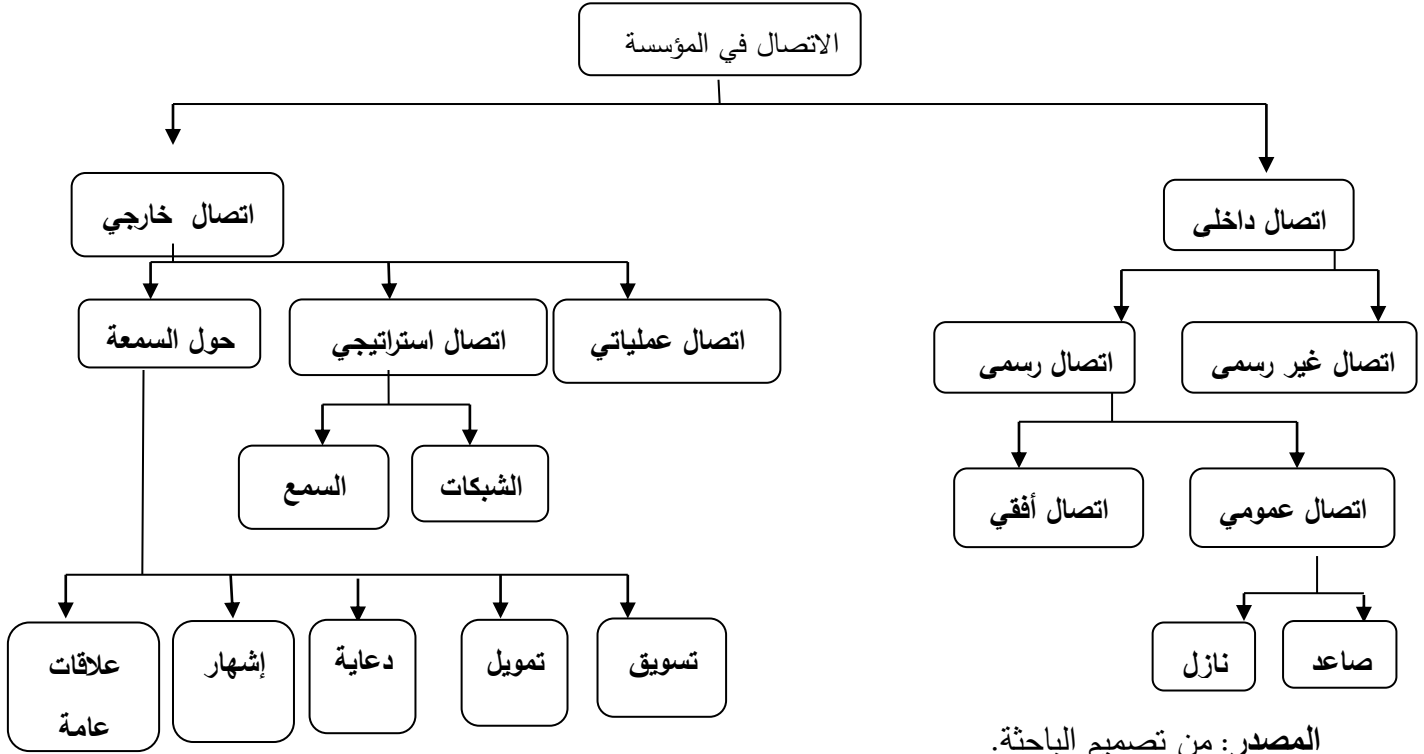 الاتصال في المؤسسة
اتصال داخلى
اتصال خارجي
اتصال غير رسمى
اتصال رسمى
اتصال عملياتي
اتصال استراتيجي
حول السمعة
اتصال عمومي
اتصال أفقي
الشبكات
السمع
صاعد
نازل
تسويق
تمويل
دعاية
إشهار
علاقات
عامة
المصدر: من تصميم الباحثة.